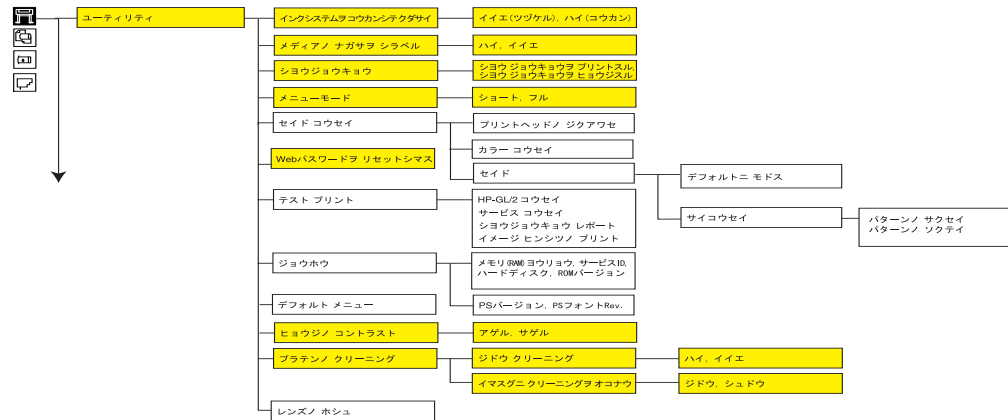 ユーティリティ
インクシステムヲコウカンシテクダサイ
イイエ(ツヅケル), ハイ(コウカン)
メディアノ ナガサヲ シラベル
ハイ, イイエ
シヨウジョウキョウ
シヨウ ジョウキョウヲ プリントスル,
シヨウ ジョウキョウヲ ヒョウジスル
メニューモード
ショート, フル
セイド コウセイ
プリントヘッドノ ジクアワセ
カラー コウセイ
セイド
デフォルトニ モドス
サイコウセイ
パターンノ サクセイ
パターンノ ソクテイ
Webパスワードヲ リセットシマス
テスト プリント
HP-GL/2 コウセイ
サービス コウセイ
シヨウジョウキョウ レポート
イメージ ヒンシツノ プリント
ジョウホウ
メモリ(RAM) ヨウリョウ, サービスID,
ハードディスク, ROMバージョン
PSバージョン, PSフォントRev.
デフォルト メニュー
ヒョウジノ コントラスト
アゲル, サゲル
プラテンノ クリーニング
ジドウ クリーニング
ハイ, イイエ
イマスグニ クリーニングヲ オコナウ
ジドウ, シュドウ
レンズノ ホシュ